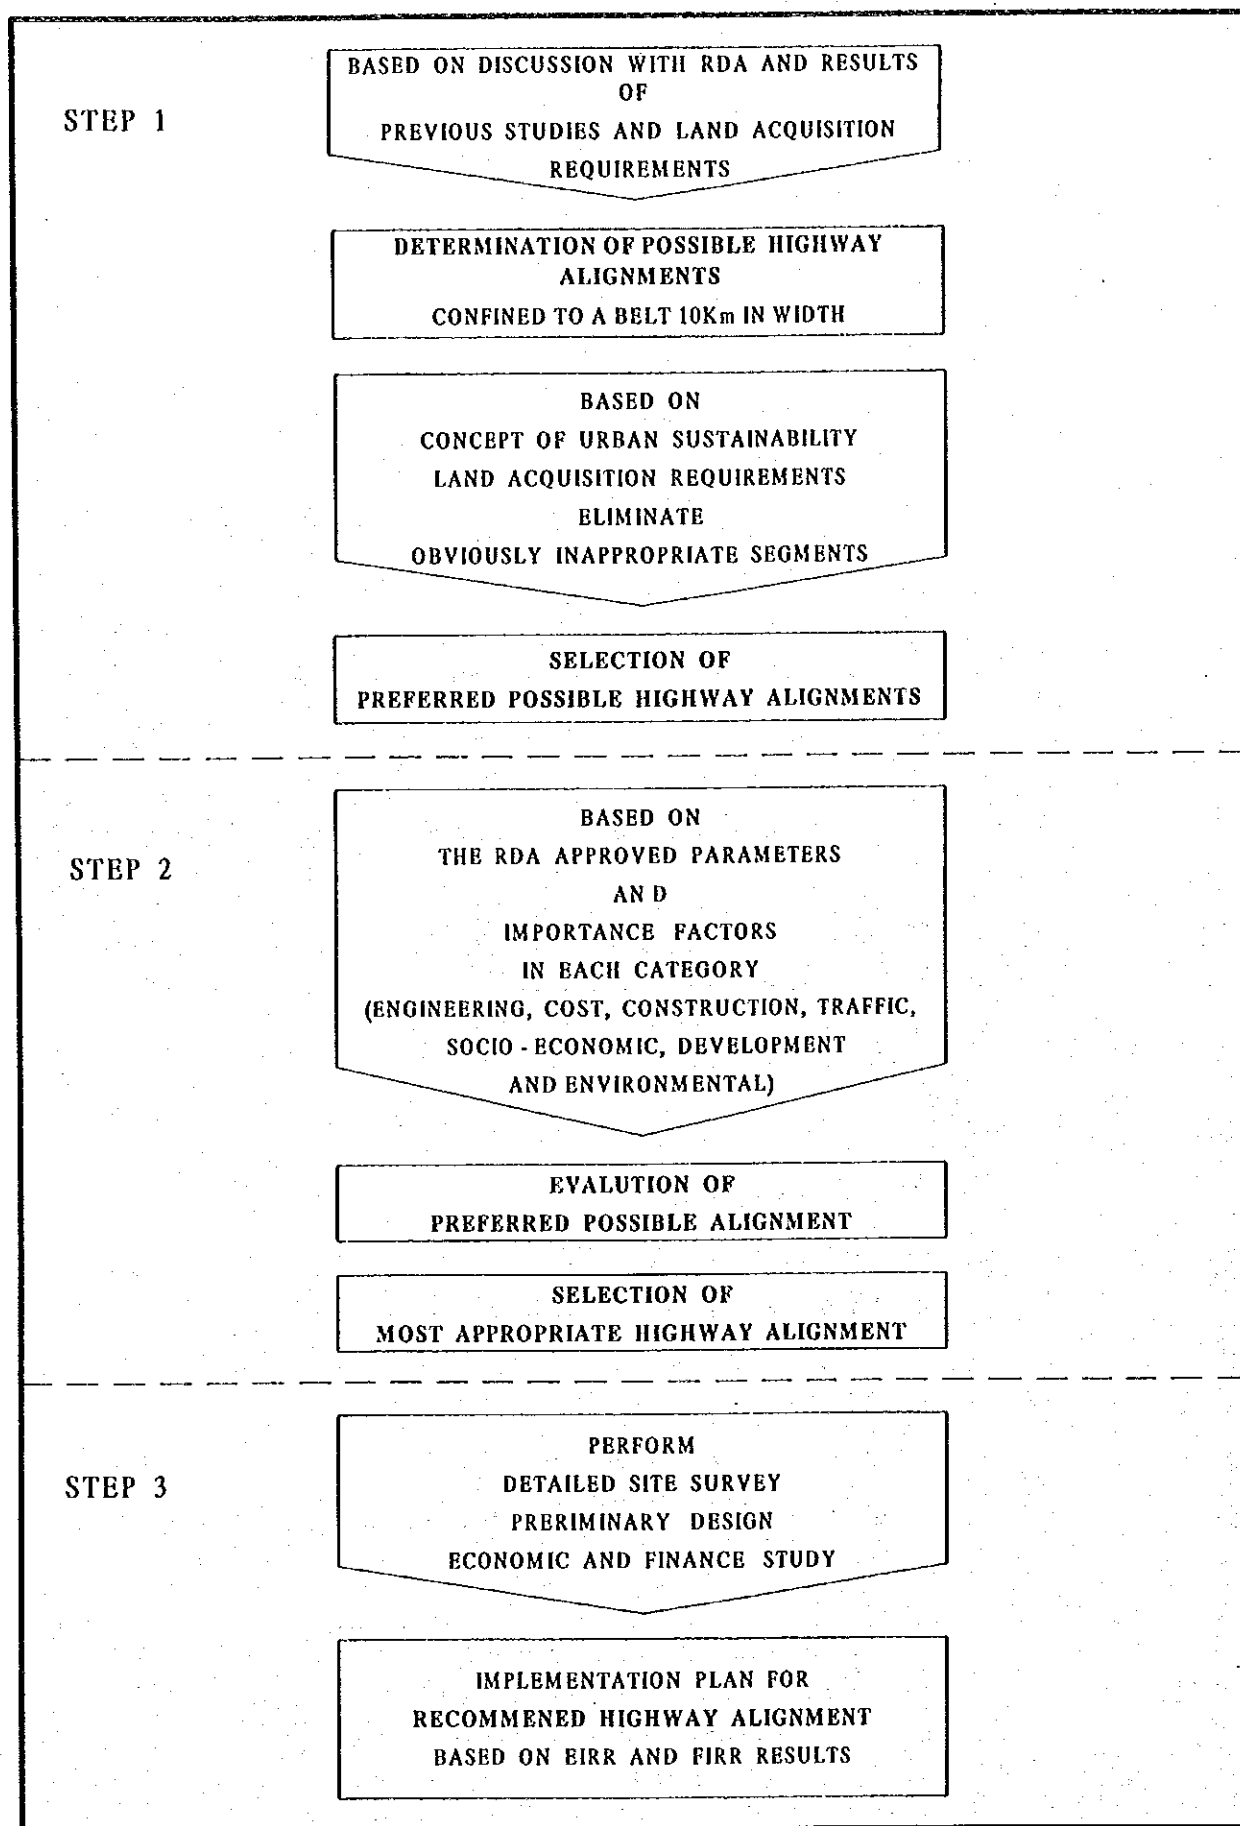 STEP 1
BASED ON DISCUSSION WITH RDA AND RESULTS
OF
PREVIOUS STUDIES AND LAND ACQUISITION
REQUIREMENTS
DETERMINATION OF POSSIBLE HIGHWAY
ALIGNMENTS
CONFINED TO A BELT 10Km IN WIDTH
BASED ON
CONCEPT OF URBAN SUSTAINABILITY
LAND ACQUISITION REQUIREMENTS
ELIMINATE
OBVIOUSLY INAPPROPRIATE SEGMENTS
SELECTION OF
PREFERRED POSSIBLE HIGHWAY ALIGNMENTS
STEP 2
BASED ON
THE RDA APPROVED PARAMETERS
AND
IMPORTANCE FACTORS
IN EACH CATEGORY
(ENGINEERING, COST, CONSTRUCTION, TRAFFIC,
SOCIO - ECONOMIC, DEVELOPMENT
AND ENVIRONMENTAL)
EVALUTION OF
PREFERRED POSSIBLE ALIGNMENT
SELECTION OF
MOST APPROPRIATE HIGHWAY ALIGNMENT
STEP 3
PERFORM
DETAILED SITE SURVEY
PRERIMINARY DESIGN
ECONOMIC AND FINANCE STUDY
IMPLEMENTATION PLAN FOR
RECOMMENED HIGHWAY ALIGNMENT
BASED ON EIRR AND FIRR RESULTS